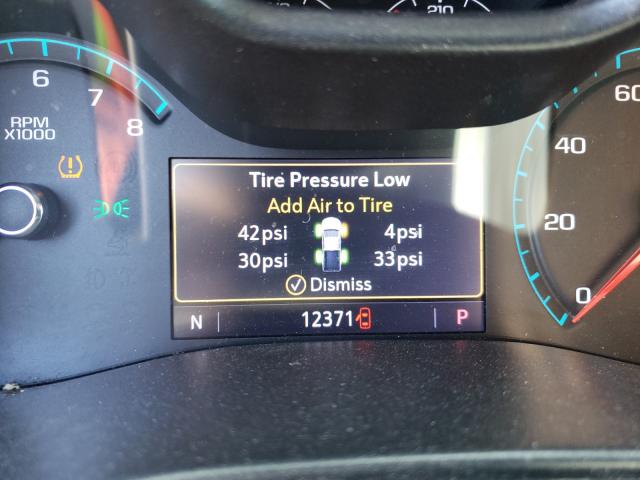 210
6
7
8
RPM
X1000
60
40
20
0
Tire Pressure Low
Add Air to Tire
42psi 4psi
30psi 33psi
Dismiss
N 12371 P